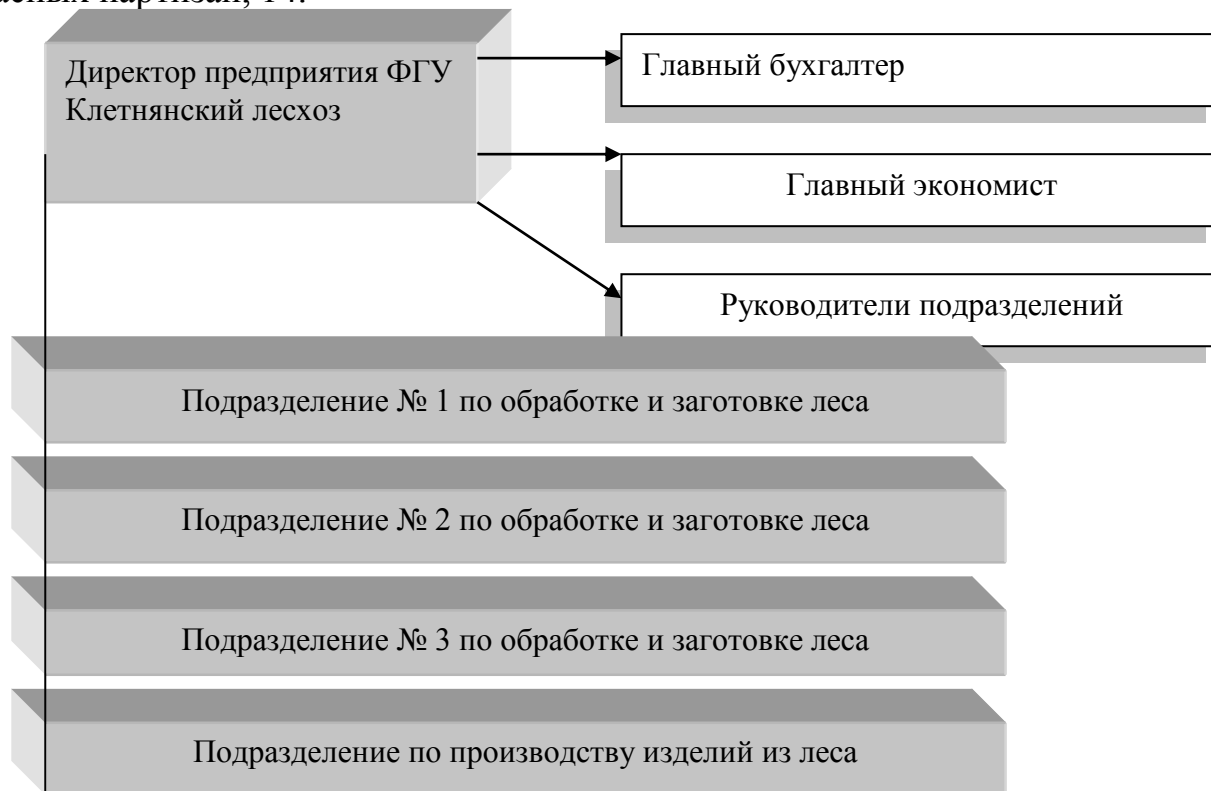 партизан, 14.
Директор предприятия ФГУ
Клетнянский лесхоз
Главный бухгалтер
Главный экономист
Руководители подразделений
Подразделение № 1 по обработке и заготовке леса
Подразделение № 2 по обработке и заготовке леса
Подразделение № 3 по обработке и заготовке леса
Подразделение по производству изделий из леса